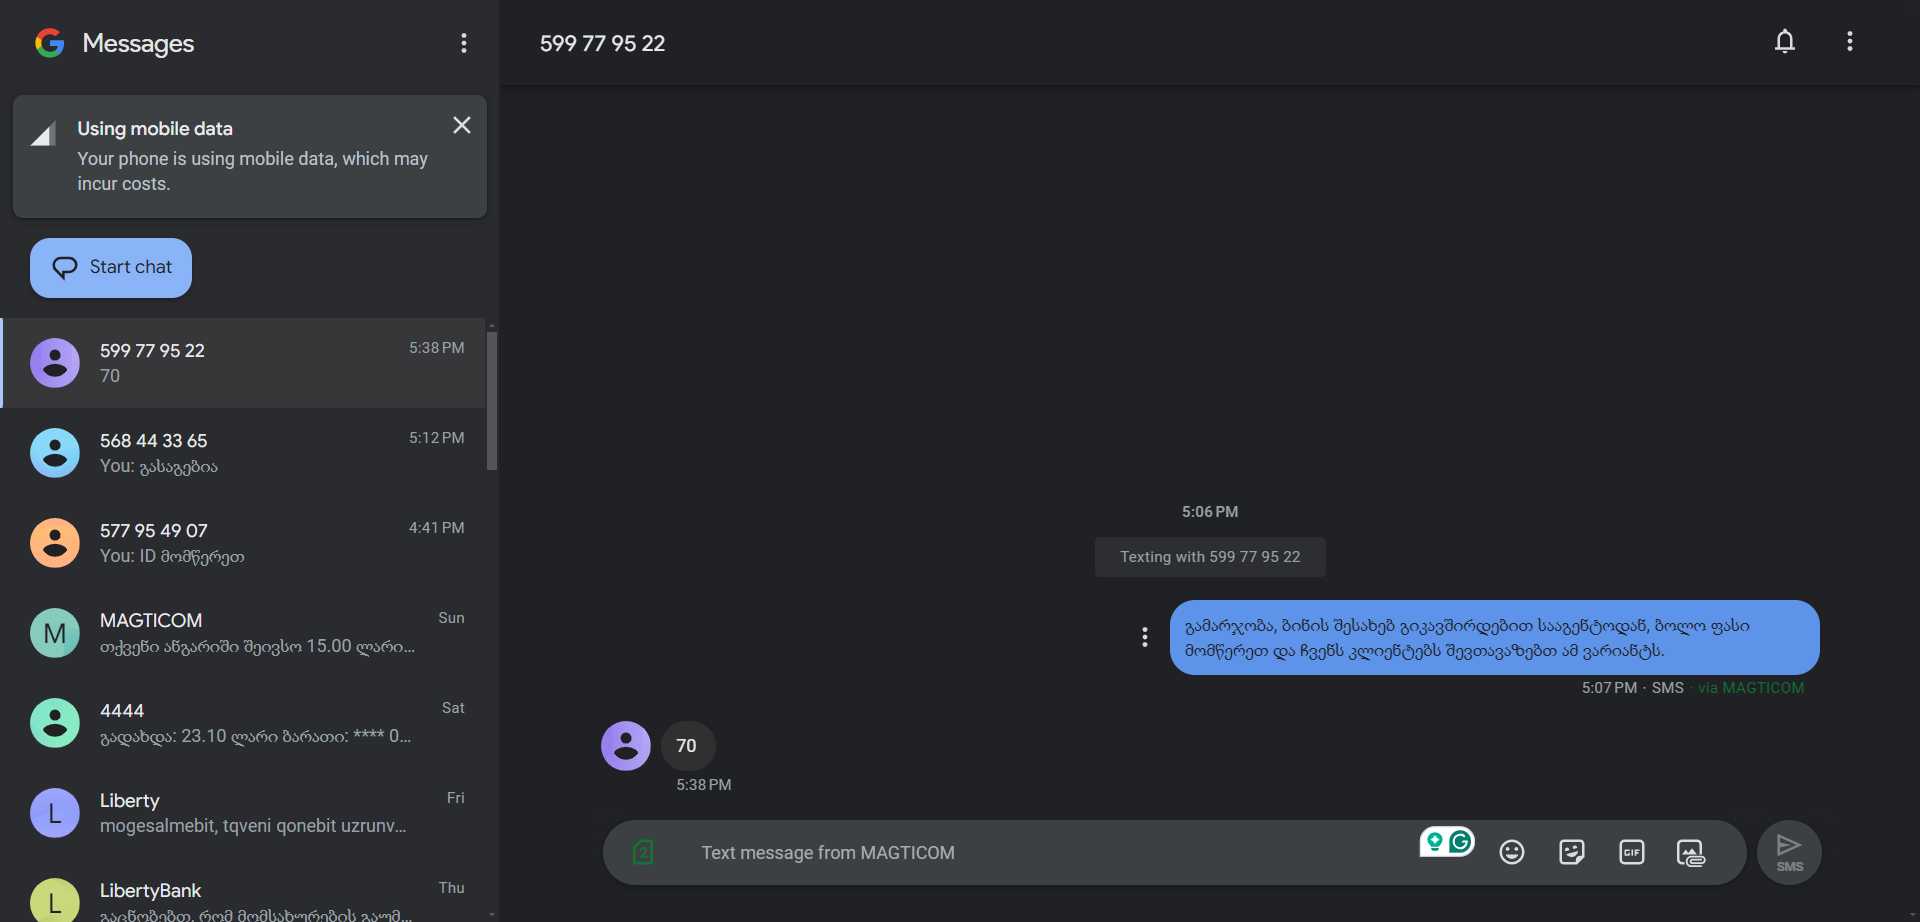 Messages
Using mobile data
Your phone is using mobile data, which may
incur costs.
Start chat
599 77 95 22
5:38 PM
70
568 44 33 65
5:12 PM
You: გასაგებია
577 95 49 07
4:41 PM
You: ID მომწერეთ
M
MAGTICOM
Sun
თქვენი ანგარიში შეივსო 15.00 ლარი...
4444
Sat
გადახდა: 23.10 ლარი ბარათი: **** 0...
L
Liberty
Fri
mogesalmebit, tqveni qonebit uzrunv...
L
LibertyBank
Thu
გაცნობებთ, რომ მომსახურების გაუმ...
599 77 95 22
5:06 PM
Texting with 599 77 95 22
გამარჯობა, ბინის შესახებ გიკავშირდებით სააგენტოდან, ბოლო ფასი
მომწერეთ და ჩვენს კლიენტებს შევთავაზებთ ამ ვარიანტს.
5:07 PM · SMS · via MAGTICOM
70
5:38 PM
2
Text message from MAGTICOM
GIF
SMS